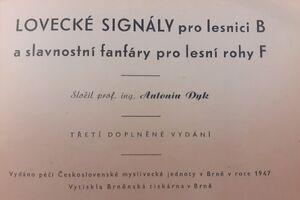 LOVECKÉ SIGNÁLY pro lesnici B
a slavnostní fanfáry pro lesní rohy F
Složil prof. ing. Antonín Dyk
TŘETÍ DOPLNĚNÉ VYDÁNÍ
Vydáno péčí Československé myslivecké jednoty v Brně v roce 1947
Vytiskla Brněnská tiskárna v Brně